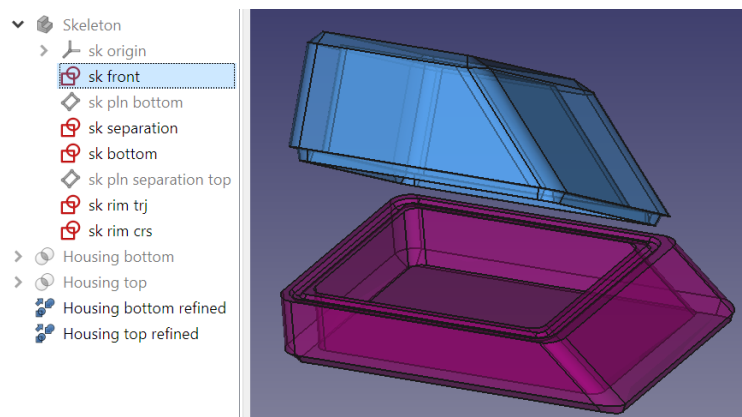 Skeleton
sk origin
sk front
sk pln bottom
sk separation
sk bottom
sk pln separation top
sk rim trj
sk rim crs
Housing bottom
Housing top
Housing bottom refined
Housing top refined